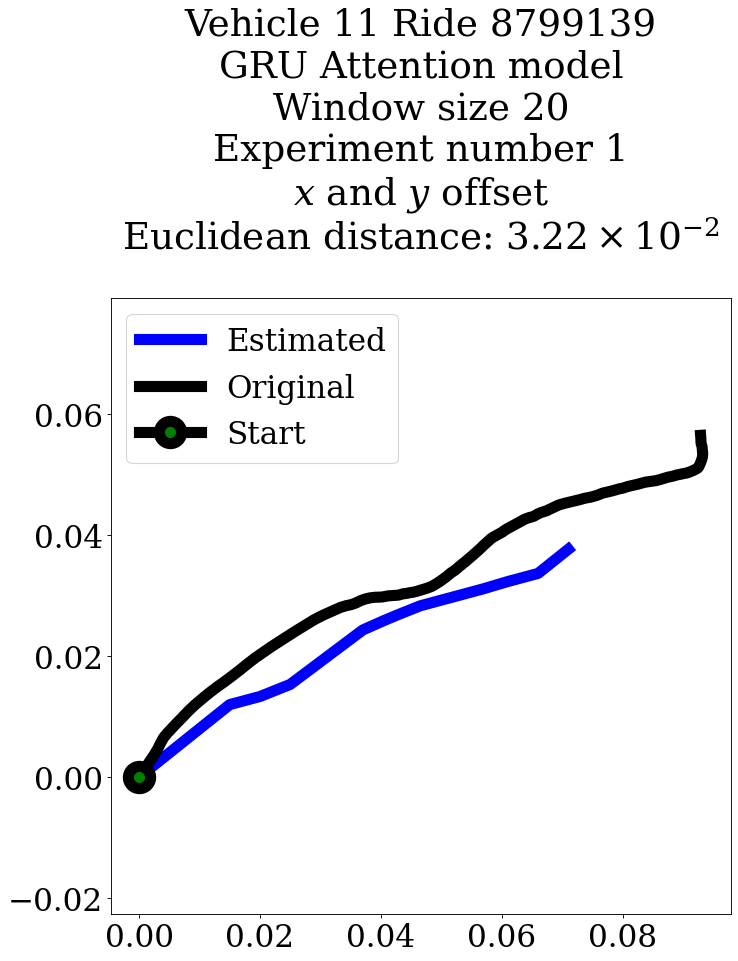 Vehicle 11 Ride 8799139
GRU Attention model
Window size 20
Experiment number 1
x and y offset
Euclidean distance: 3.22 × 10⁻²
Estimated
Original
Start
0.06
0.04
0.02
0.00
−0.02
0.00 0.02 0.04 0.06 0.08